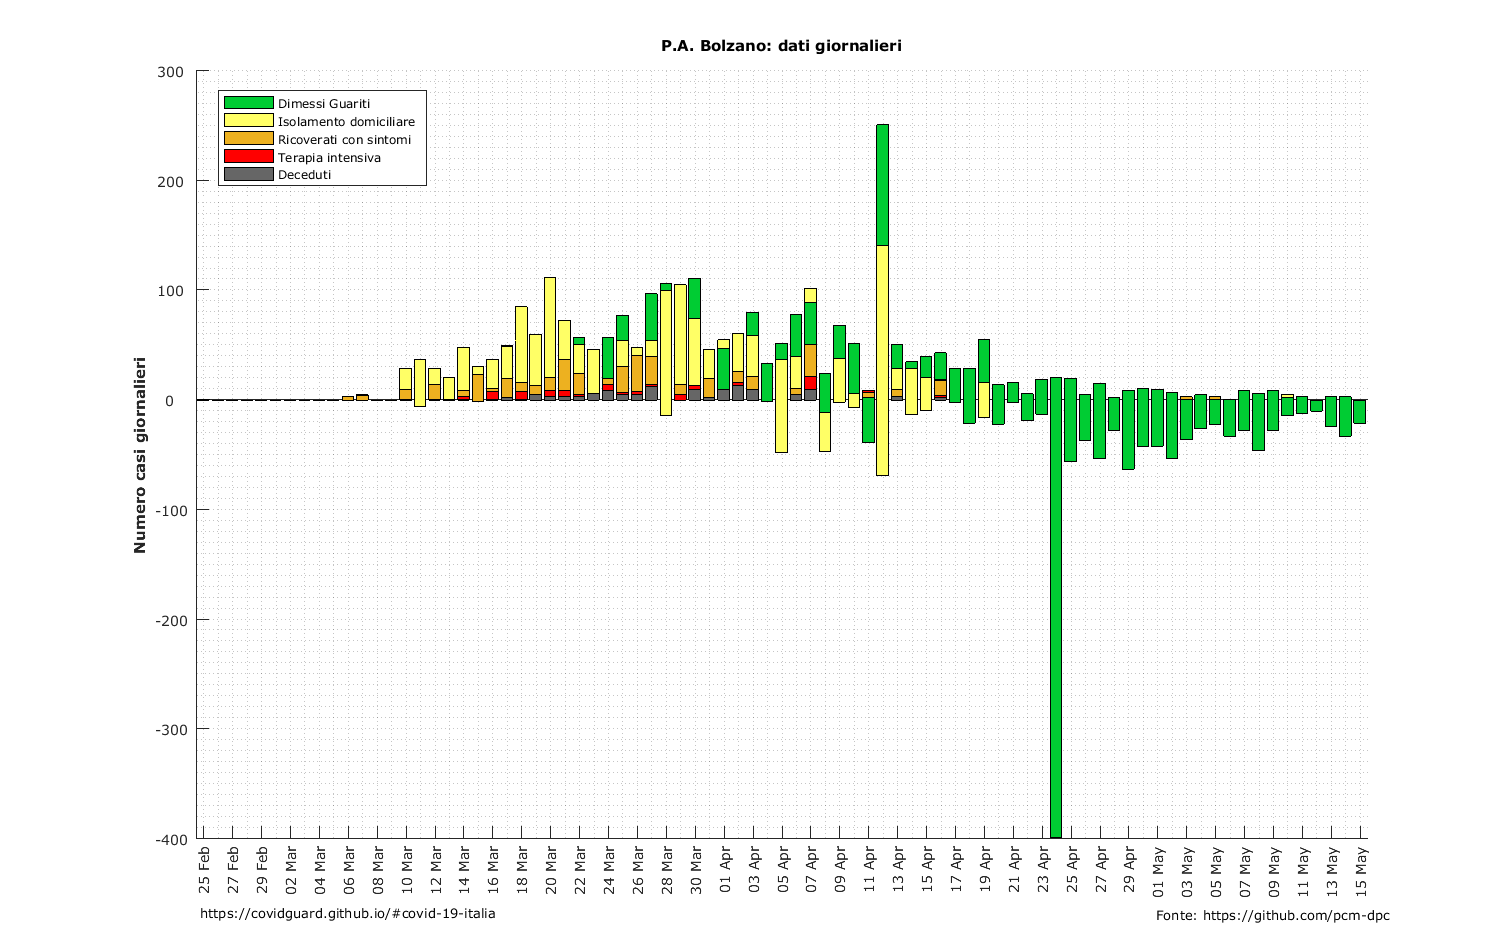 P.A. Bolzano: dati giornalieri
300
200
100
0
-100
-200
-300
-400
Numero casi giornalieri
Dimessi Guariti
Isolamento domiciliare
Ricoverati con sintomi
Terapia intensiva
Deceduti
25 Feb
27 Feb
29 Feb
02 Mar
04 Mar
06 Mar
08 Mar
10 Mar
12 Mar
14 Mar
16 Mar
18 Mar
20 Mar
22 Mar
24 Mar
26 Mar
28 Mar
30 Mar
01 Apr
03 Apr
05 Apr
07 Apr
09 Apr
11 Apr
13 Apr
15 Apr
17 Apr
19 Apr
21 Apr
23 Apr
25 Apr
27 Apr
29 Apr
01 May
03 May
05 May
07 May
09 May
11 May
13 May
15 May
https://covidguard.github.io/#covid-19-italia
Fonte: https://github.com/pcm-dpc